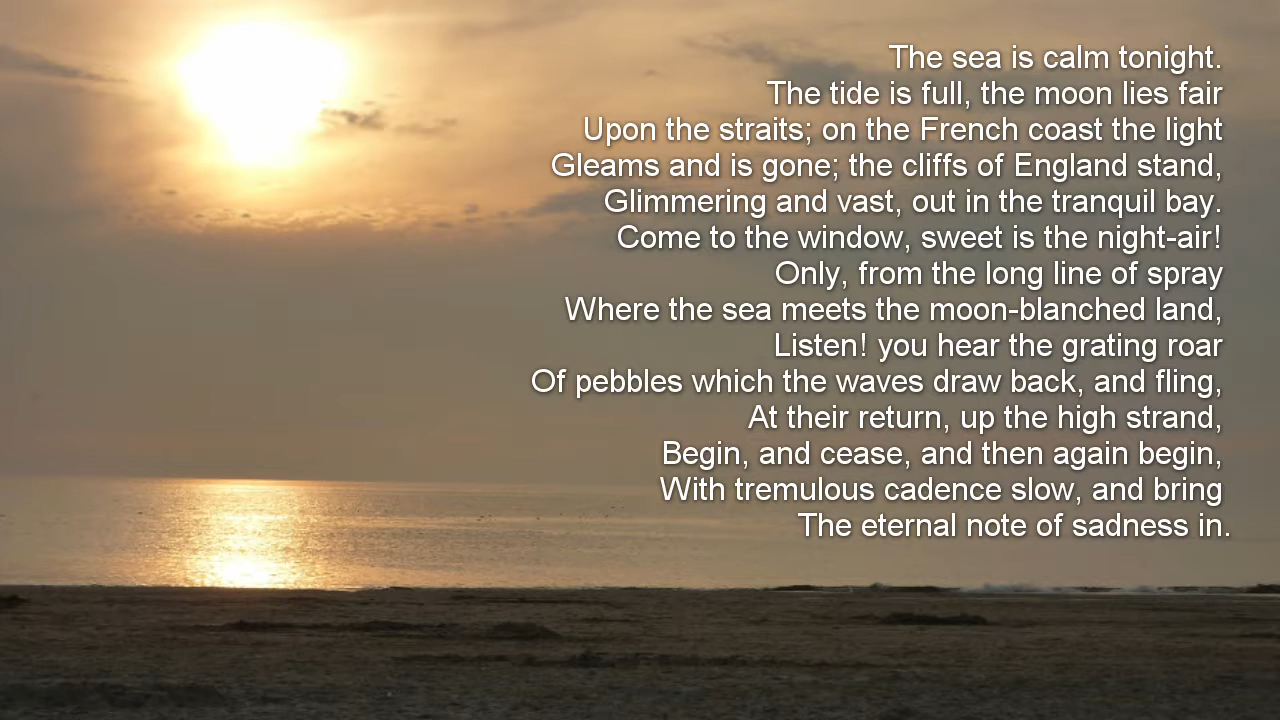 The sea is calm tonight.
The tide is full, the moon lies fair
Upon the straits; on the French coast the light
Gleams and is gone; the cliffs of England stand,
Glimmering and vast, out in the tranquil bay.
Come to the window, sweet is the night-air!
Only, from the long line of spray
Where the sea meets the moon-blanched land,
Listen! you hear the grating roar
Of pebbles which the waves draw back, and fling,
At their return, up the high strand,
Begin, and cease, and then again begin,
With tremulous cadence slow, and bring
The eternal note of sadness in.